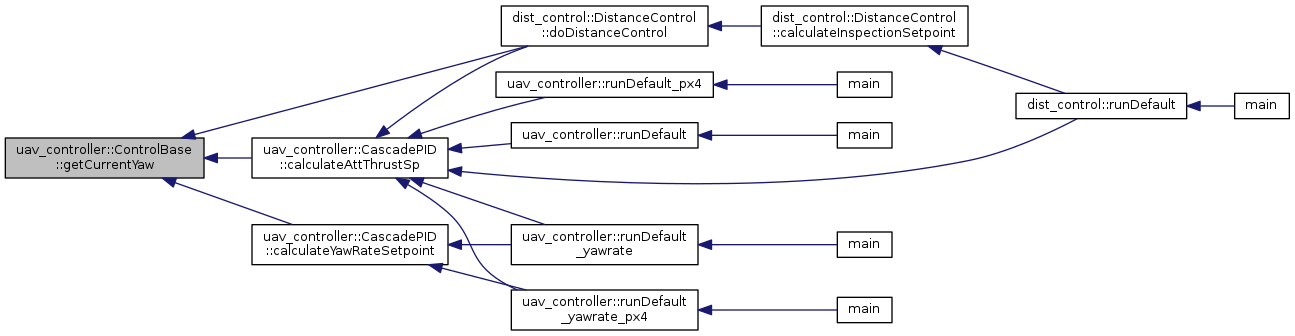 uav_controller::ControlBase
::getCurrentYaw
dist_control::DistanceControl
::doDistanceControl
uav_controller::CascadePID
::calculateAttThrustSp
uav_controller::CascadePID
::calculateYawRateSetpoint
dist_control::DistanceControl
::calculateInspectionSetpoint
uav_controller::runDefault_px4
uav_controller::runDefault
uav_controller::runDefault
_yawrate
uav_controller::runDefault
_yawrate_px4
main
main
main
main
dist_control::runDefault
main